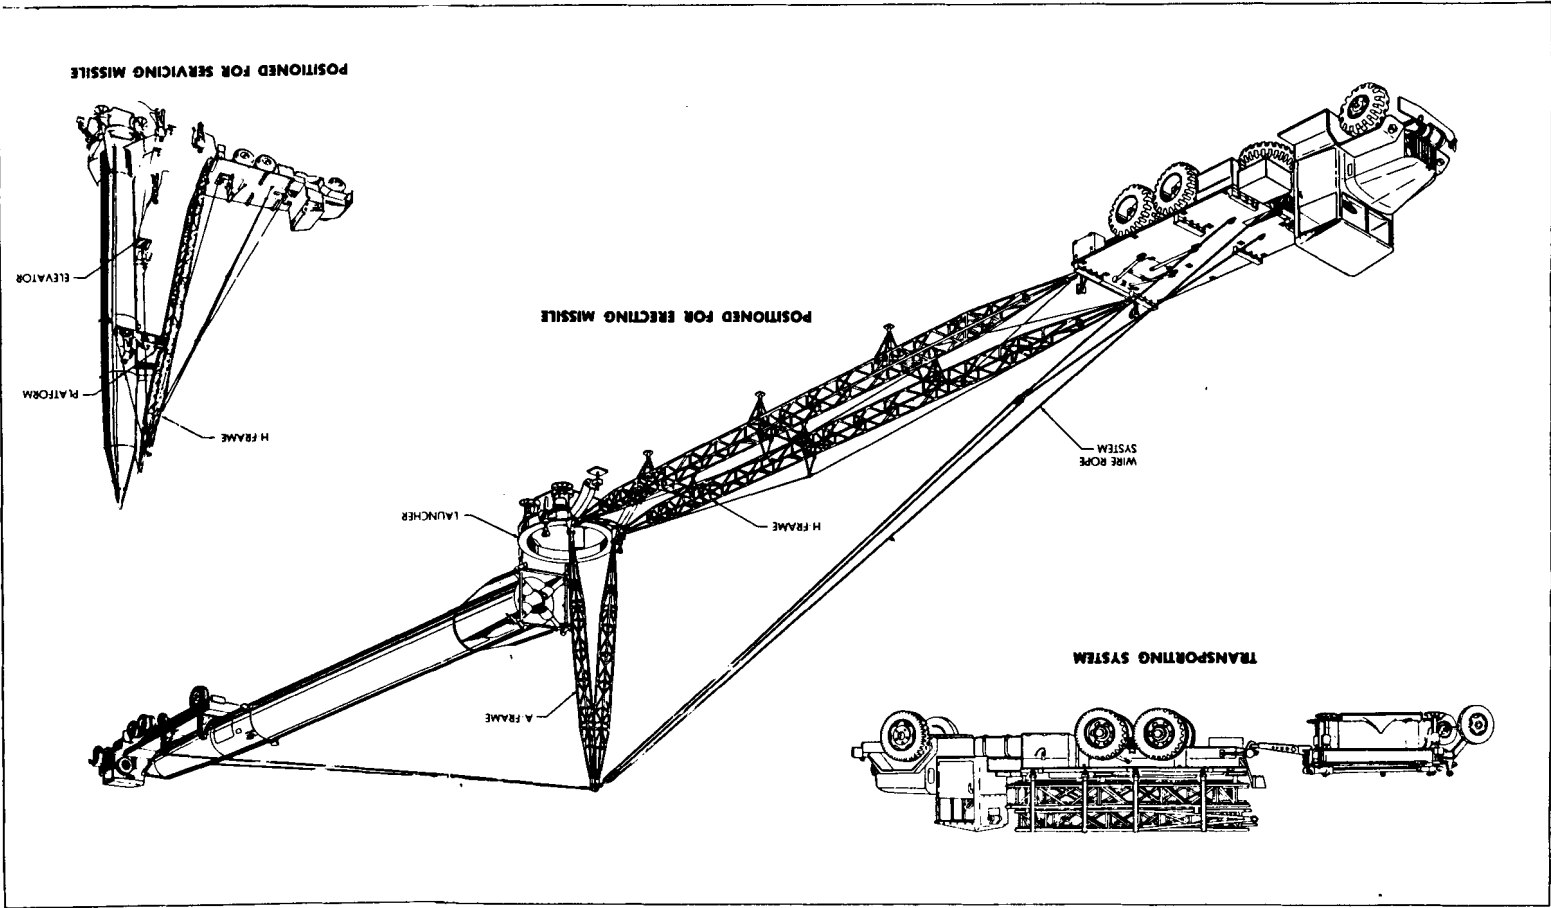 A-FRAME
TRANSPORTING SYSTEM
H-FRAME
LAUNCHER
WIRE ROPE
SYSTEM
H-FRAME
PLATFORM
POSITIONED FOR ERECTING MISSILE
ELEVATOR
POSITIONED FOR SERVICING MISSILE